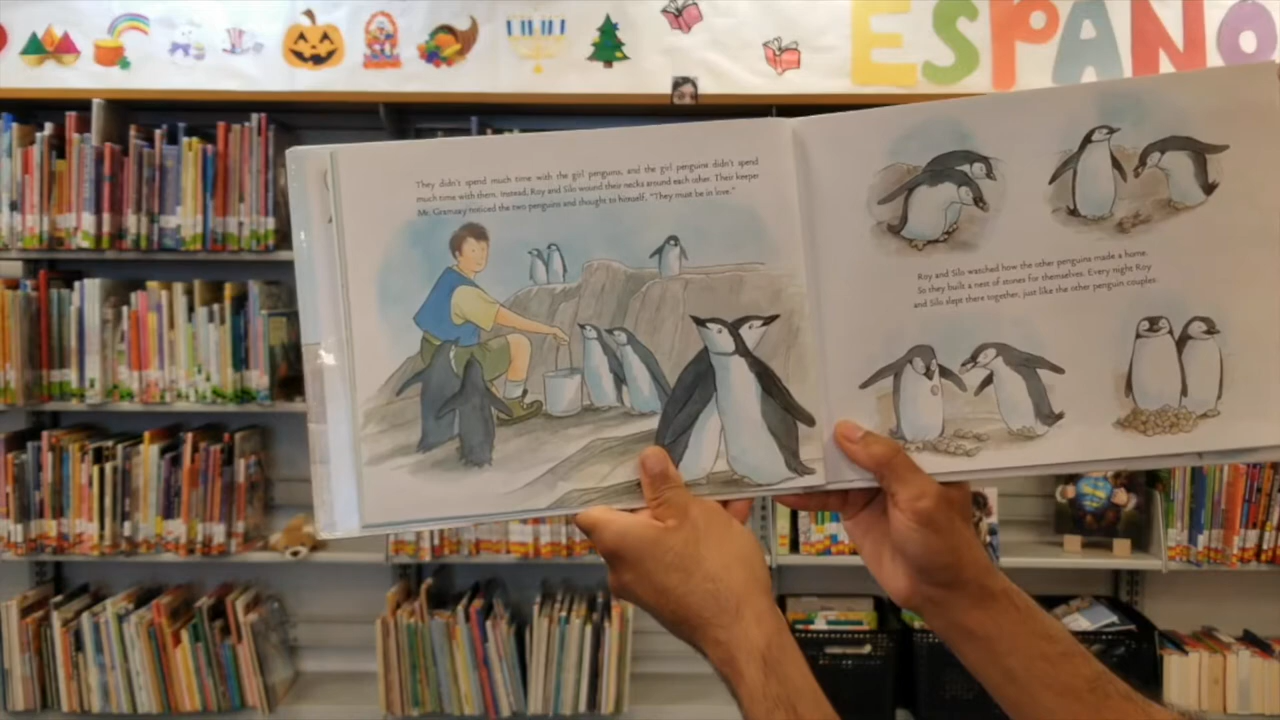 ESPAÑO
They didn't spend much time with the girl penguins, and the girl penguins didn't spend
much time with them. Instead, Roy and Silo wound their necks around each other. Their keeper
Mr. Gramsay noticed the two penguins and thought to himself, "They must be in love."
Roy and Silo watched how the other penguins made a home.
So they built a nest of stones for themselves. Every night Roy
and Silo slept there together, just like the other penguin couples.